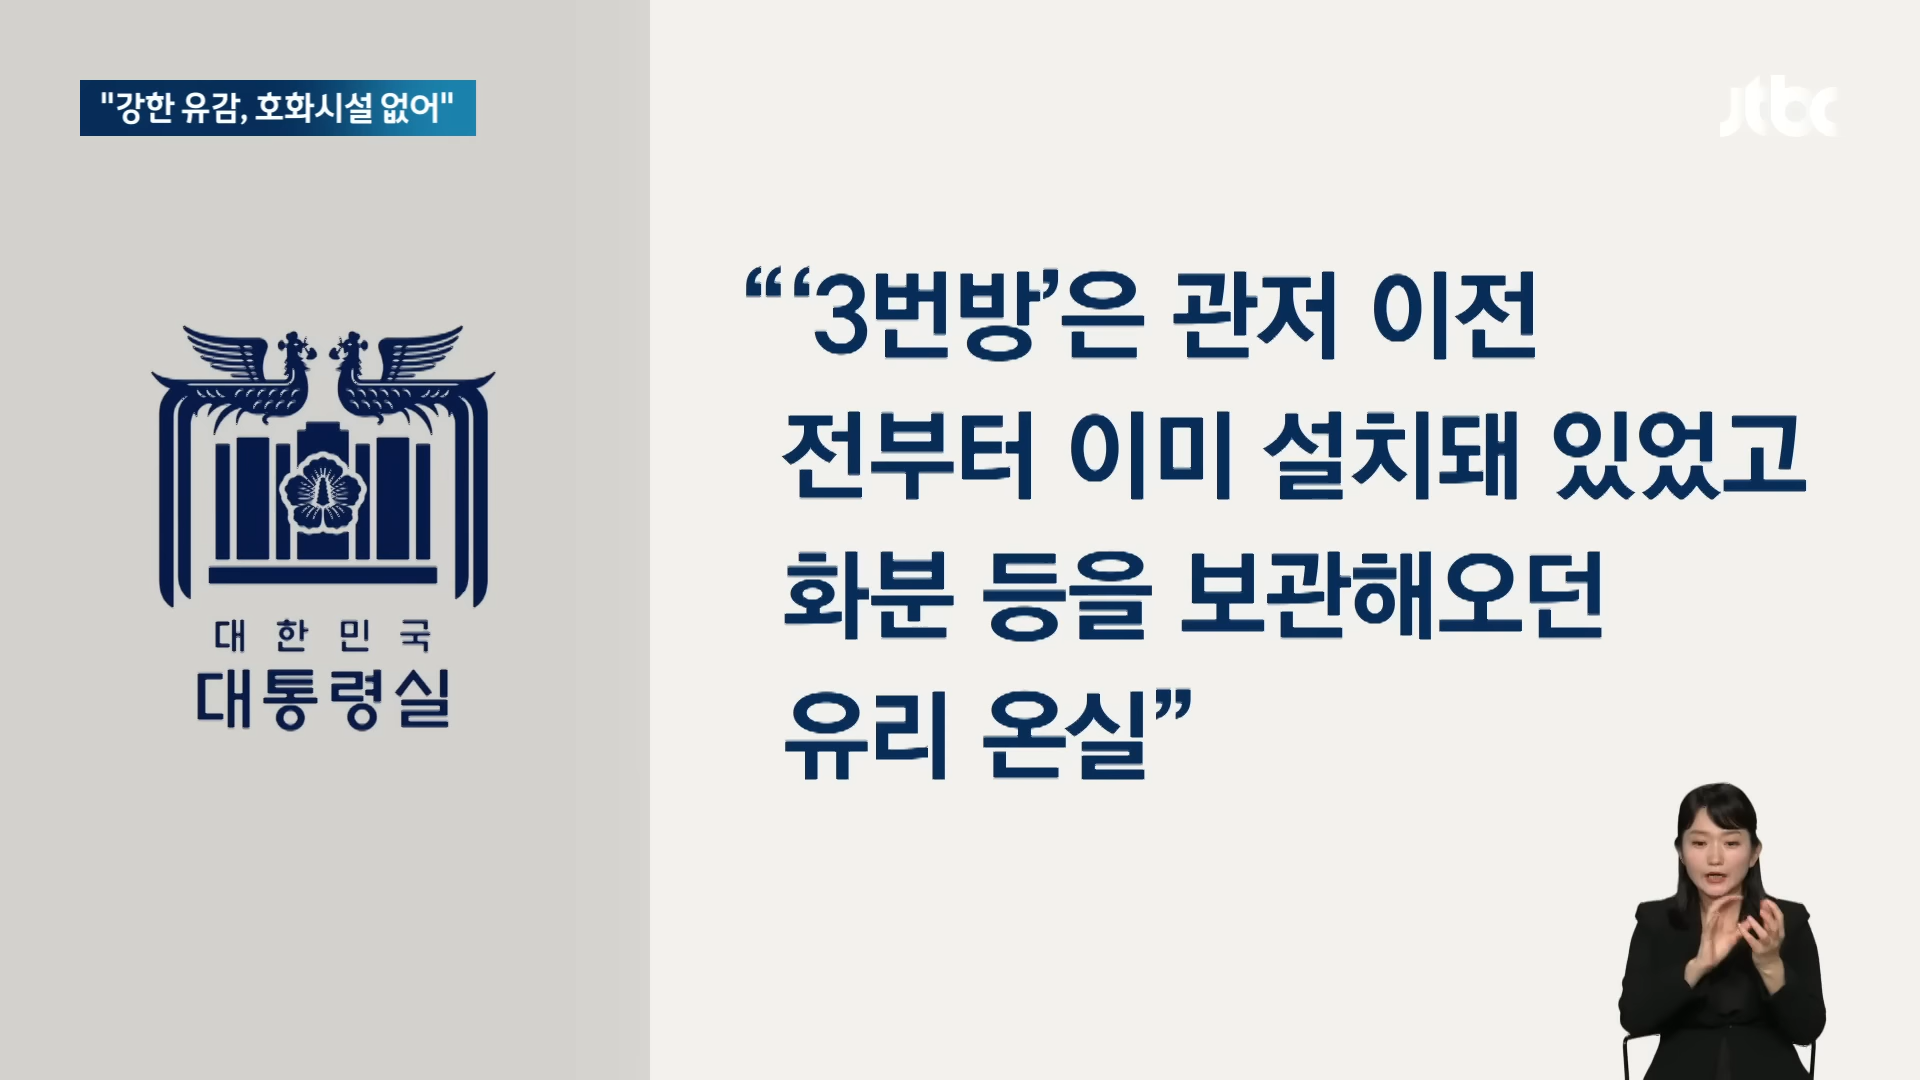 "강한 유감, 호화시설 없어"
jtbc
“‘3번방’은 관저 이전
전부터 이미 설치돼 있었고
화분 등을 보관해오던
유리 온실”
대한민국
대통령실